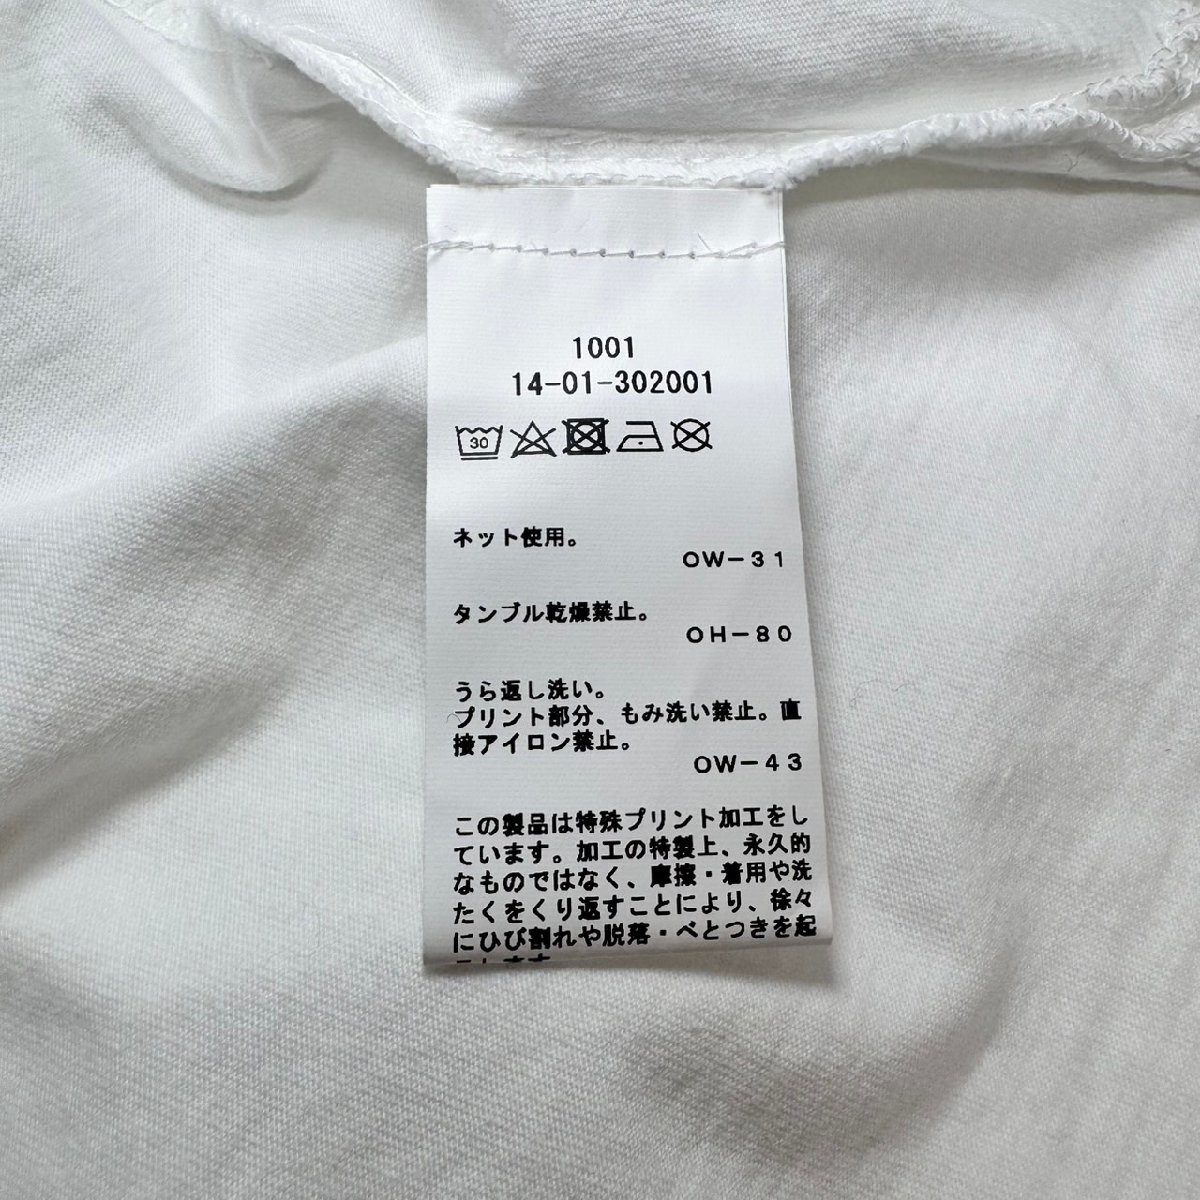 1001
14-01-302001
30
ネット使用。
OW-31
タンブル乾燥禁止。
OH-80
うら返し洗い。
プリント部分、もみ洗い禁止。直
接アイロン禁止。
OW-43
この製品は特殊プリント加工をし
ています。加工の特製上、永久的
なものではなく、摩擦・着用や洗
たくをくり返すことにより、徐々
にひび割れや脱落・べとつきを起